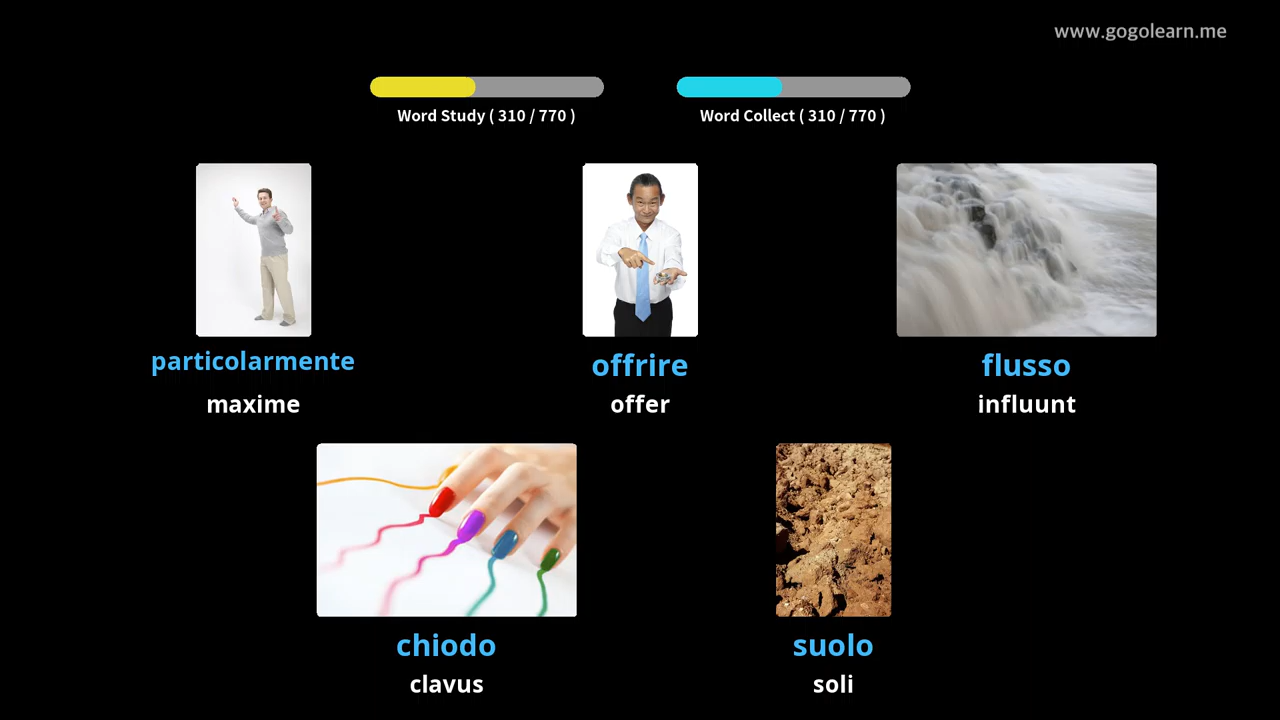 www.gogolearn.me
Word Study ( 310 / 770 )
Word Collect ( 310 / 770 )
particolarmente
maxime
offrire
offer
flusso
influunt
chiodo
clavus
suolo
soli